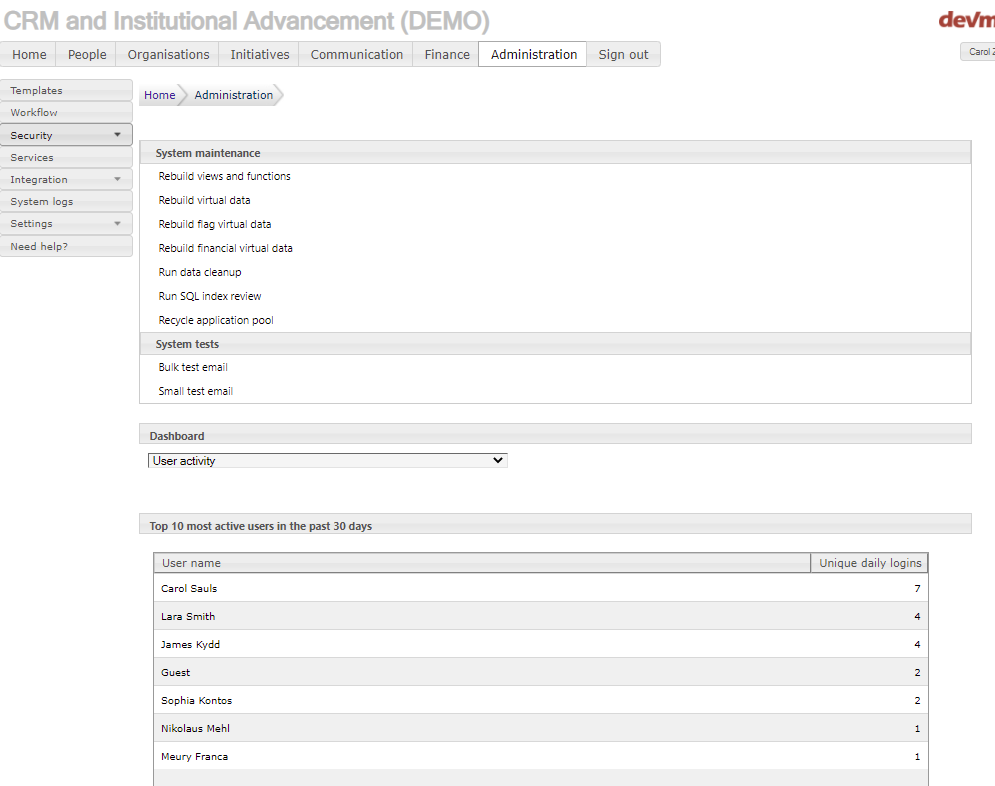 CRM and Institutional Advancement (DEMO)
Home People Organisations Initiatives Communication Finance Administration Sign out
Carol
Templates
Workflow
Security
Services
Integration
System logs
Settings
Need help?
Home Administration
System maintenance
Rebuild views and functions
Rebuild virtual data
Rebuild flag virtual data
Rebuild financial virtual data
Run data cleanup
Run SQL index review
Recycle application pool
System tests
Bulk test email
Small test email
Dashboard
User activity
Top 10 most active users in the past 30 days
User name Unique daily logins
Carol Sauls 7
Lara Smith 4
James Kydd 4
Guest 2
Sophia Kontos 2
Nikolaus Mehl 1
Meury Franca 1